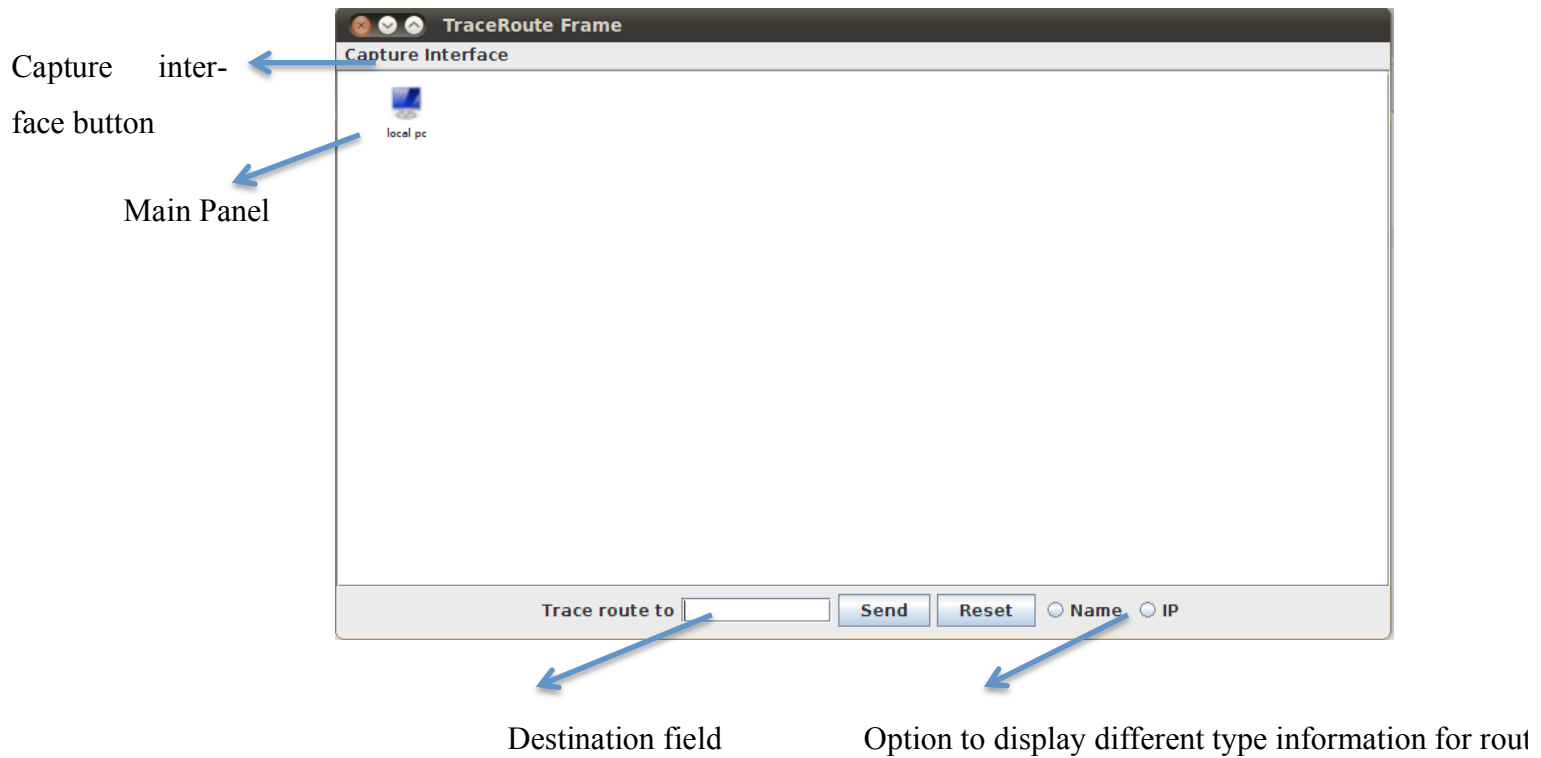 TraceRoute Frame
Capture Interface
Capture inter-
face button
local pc
Main Panel
Trace route to Send Reset Name IP
Destination field
Option to display different type information for